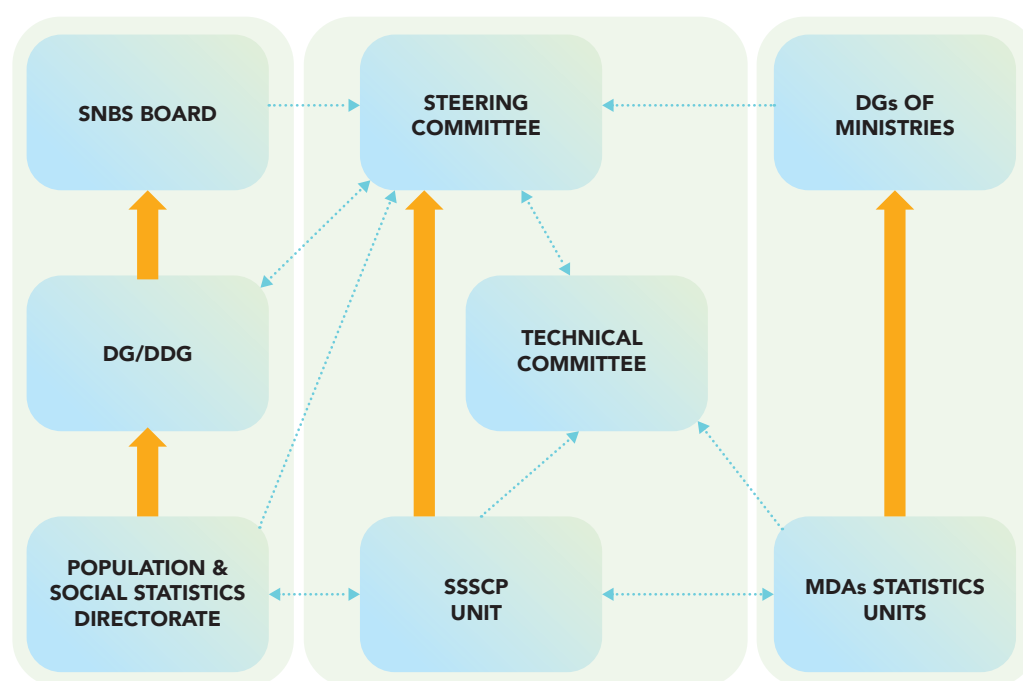 SNBS BOARD
STEERING
COMMITTEE
DGs OF
MINISTRIES
DG/DDG
TECHNICAL
COMMITTEE
POPULATION &
SOCIAL STATISTICS
DIRECTORATE
SSSCP
UNIT
MDAs STATISTICS
UNITS